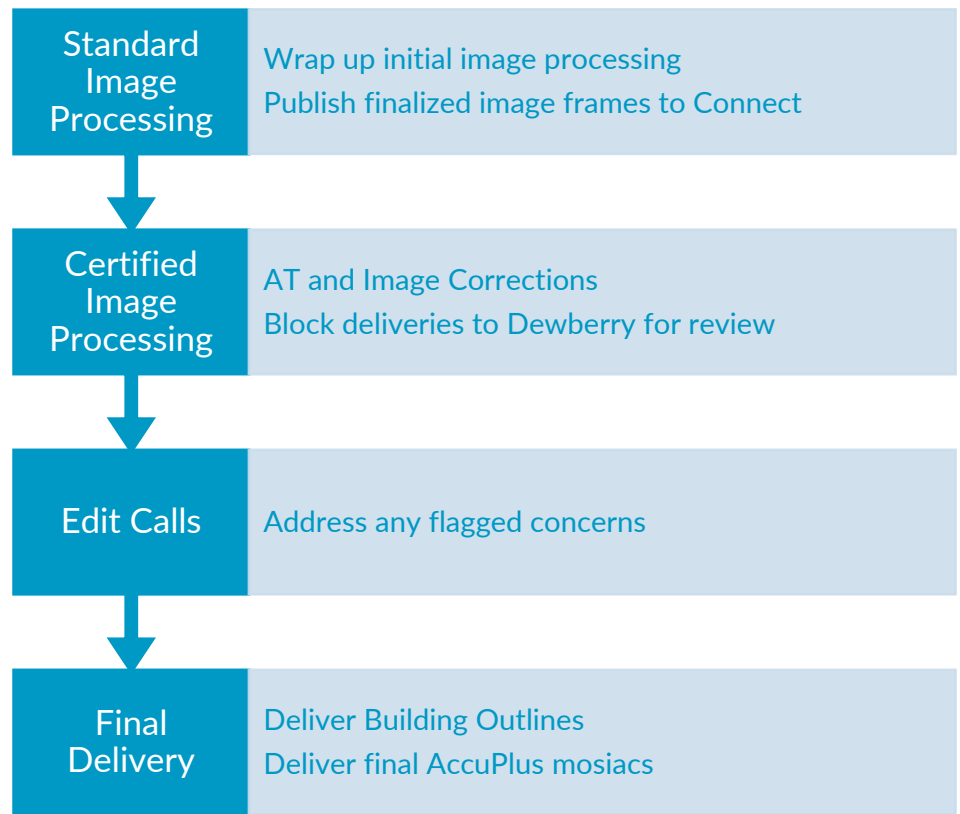 Standard
Image
Processing
Wrap up initial image processing
Publish finalized image frames to Connect
Certified
Image
Processing
AT and Image Corrections
Block deliveries to Dewberry for review
Edit Calls
Address any flagged concerns
Final
Delivery
Deliver Building Outlines
Deliver final AccuPlus mosiacs